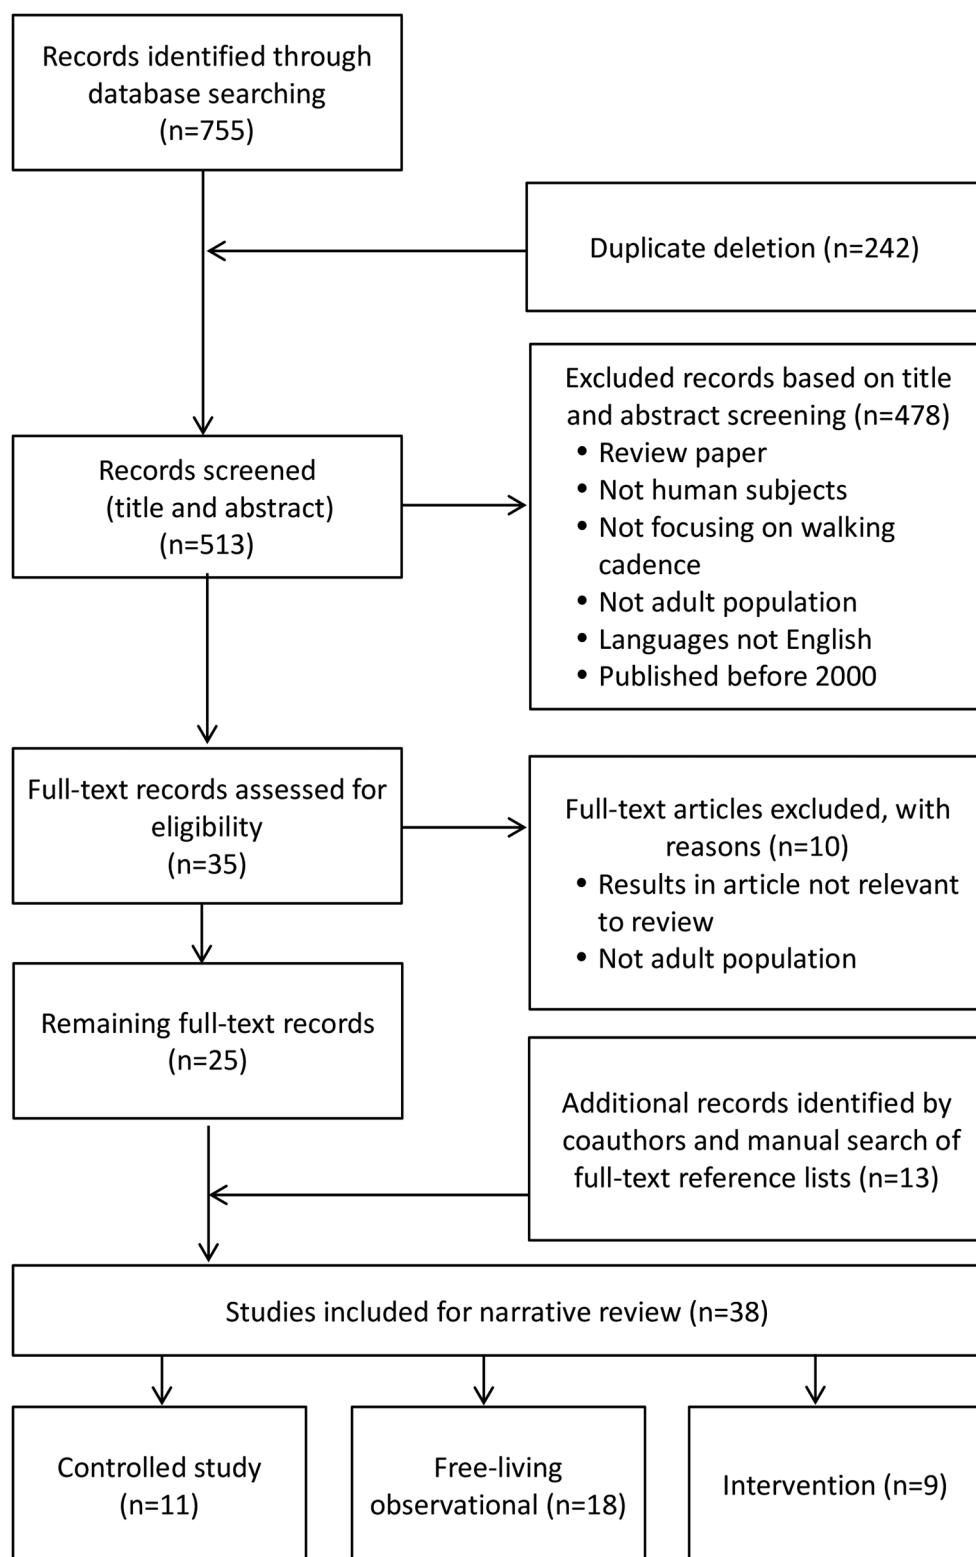 Records identified through
database searching
(n=755)
Duplicate deletion (n=242)
Excluded records based on title
and abstract screening (n=478)
• Review paper
• Not human subjects
• Not focusing on walking
cadence
• Not adult population
• Languages not English
• Published before 2000
Records screened
(title and abstract)
(n=513)
Full-text records assessed for
eligibility
(n=35)
Full-text articles excluded, with
reasons (n=10)
• Results in article not relevant
to review
• Not adult population
Remaining full-text records
(n=25)
Additional records identified by
coauthors and manual search of
full-text reference lists (n=13)
Studies included for narrative review (n=38)
Controlled study
(n=11)
Free-living
observational (n=18)
Intervention (n=9)